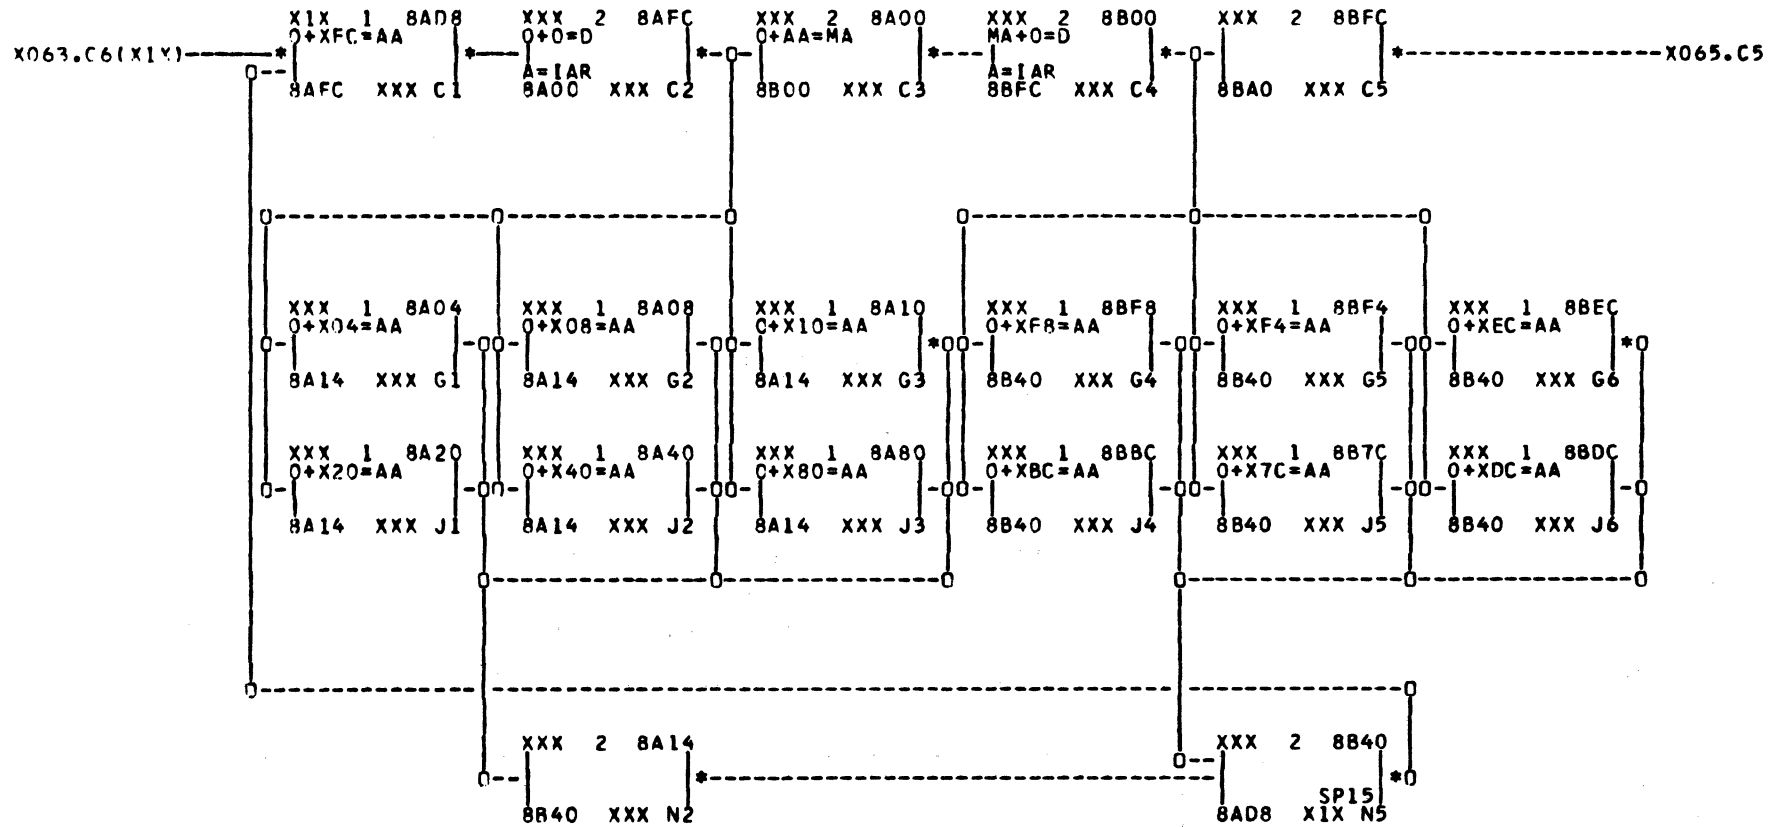 X1X 1 8AD8 XXX 2 8AFC XXX 2 8A00 XXX 2 8B00 XXX 2 8BFC
0+XFC=AA 0+0=D 0+AA=MA MA+0=D
X063.C6(X1X) * * * * * X065.C5
A=IAR A=IAR
8AFC XXX C1 8A00 XXX C2 8B00 XXX C3 8BFC XXX C4 8BA0 XXX C5
XXX 1 8A04 XXX 1 8A08 XXX 1 8A10 XXX 1 8BF8 XXX 1 8BF4 XXX 1 8BEC
0+X04=AA 0+X08=AA 0+X10=AA 0+XF8=AA 0+XF4=AA 0+XEC=AA
* *
8A14 XXX G1 8A14 XXX G2 8A14 XXX G3 8B40 XXX G4 8B40 XXX G5 8B40 XXX G6
XXX 1 8A20 XXX 1 8A40 XXX 1 8A80 XXX 1 8BBC XXX 1 8B7C XXX 1 8BDC
0+X20=AA 0+X40=AA 0+X80=AA 0+XBC=AA 0+X7C=AA 0+XDC=AA
8A14 XXX J1 8A14 XXX J2 8A14 XXX J3 8B40 XXX J4 8B40 XXX J5 8B40 XXX J6
XXX 2 8A14 XXX 2 8B40
* *
SP15
8B40 XXX N2 8AD8 X1X N5